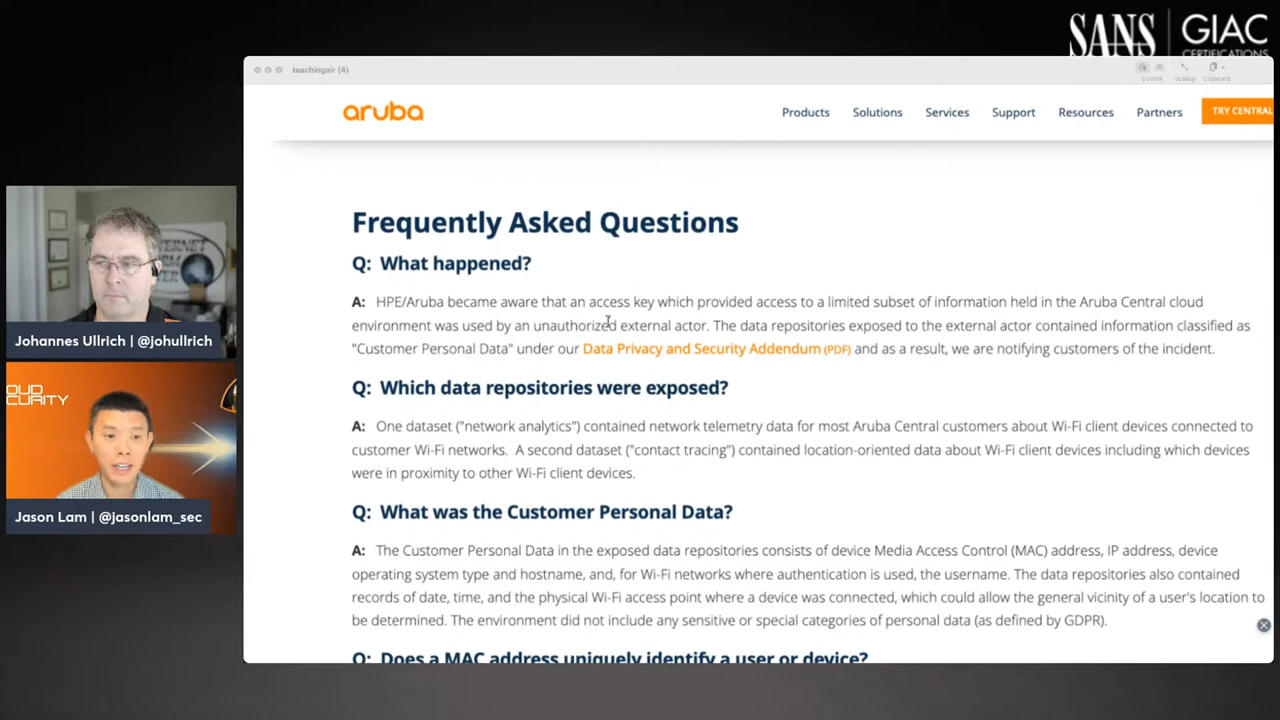 SANS | GIAC
CERTIFICATIONS
teachingair (4)
Control
Scaling
Clipboard
aruba
Products
Solutions
Services
Support
Resources
Partners
TRY CENTRAL
Frequently Asked Questions
Q: What happened?
A: HPE/Aruba became aware that an access key which provided access to a limited subset of information held in the Aruba Central cloud
environment was used by an unauthorized external actor. The data repositories exposed to the external actor contained information classified as
"Customer Personal Data" under our Data Privacy and Security Addendum (PDF) and as a result, we are notifying customers of the incident.
Q: Which data repositories were exposed?
A: One dataset ("network analytics") contained network telemetry data for most Aruba Central customers about Wi-Fi client devices connected to
customer Wi-Fi networks. A second dataset ("contact tracing") contained location-oriented data about Wi-Fi client devices including which devices
were in proximity to other Wi-Fi client devices.
Q: What was the Customer Personal Data?
A: The Customer Personal Data in the exposed data repositories consists of device Media Access Control (MAC) address, IP address, device
operating system type and hostname, and, for Wi-Fi networks where authentication is used, the username. The data repositories also contained
records of date, time, and the physical Wi-Fi access point where a device was connected, which could allow the general vicinity of a user's location to
be determined. The environment did not include any sensitive or special categories of personal data (as defined by GDPR).
Q: Does a MAC address uniquely identify a user or device?
Johannes Ullrich | @johullrich
OUD
CURITY
Jason Lam | @jasonlam_sec